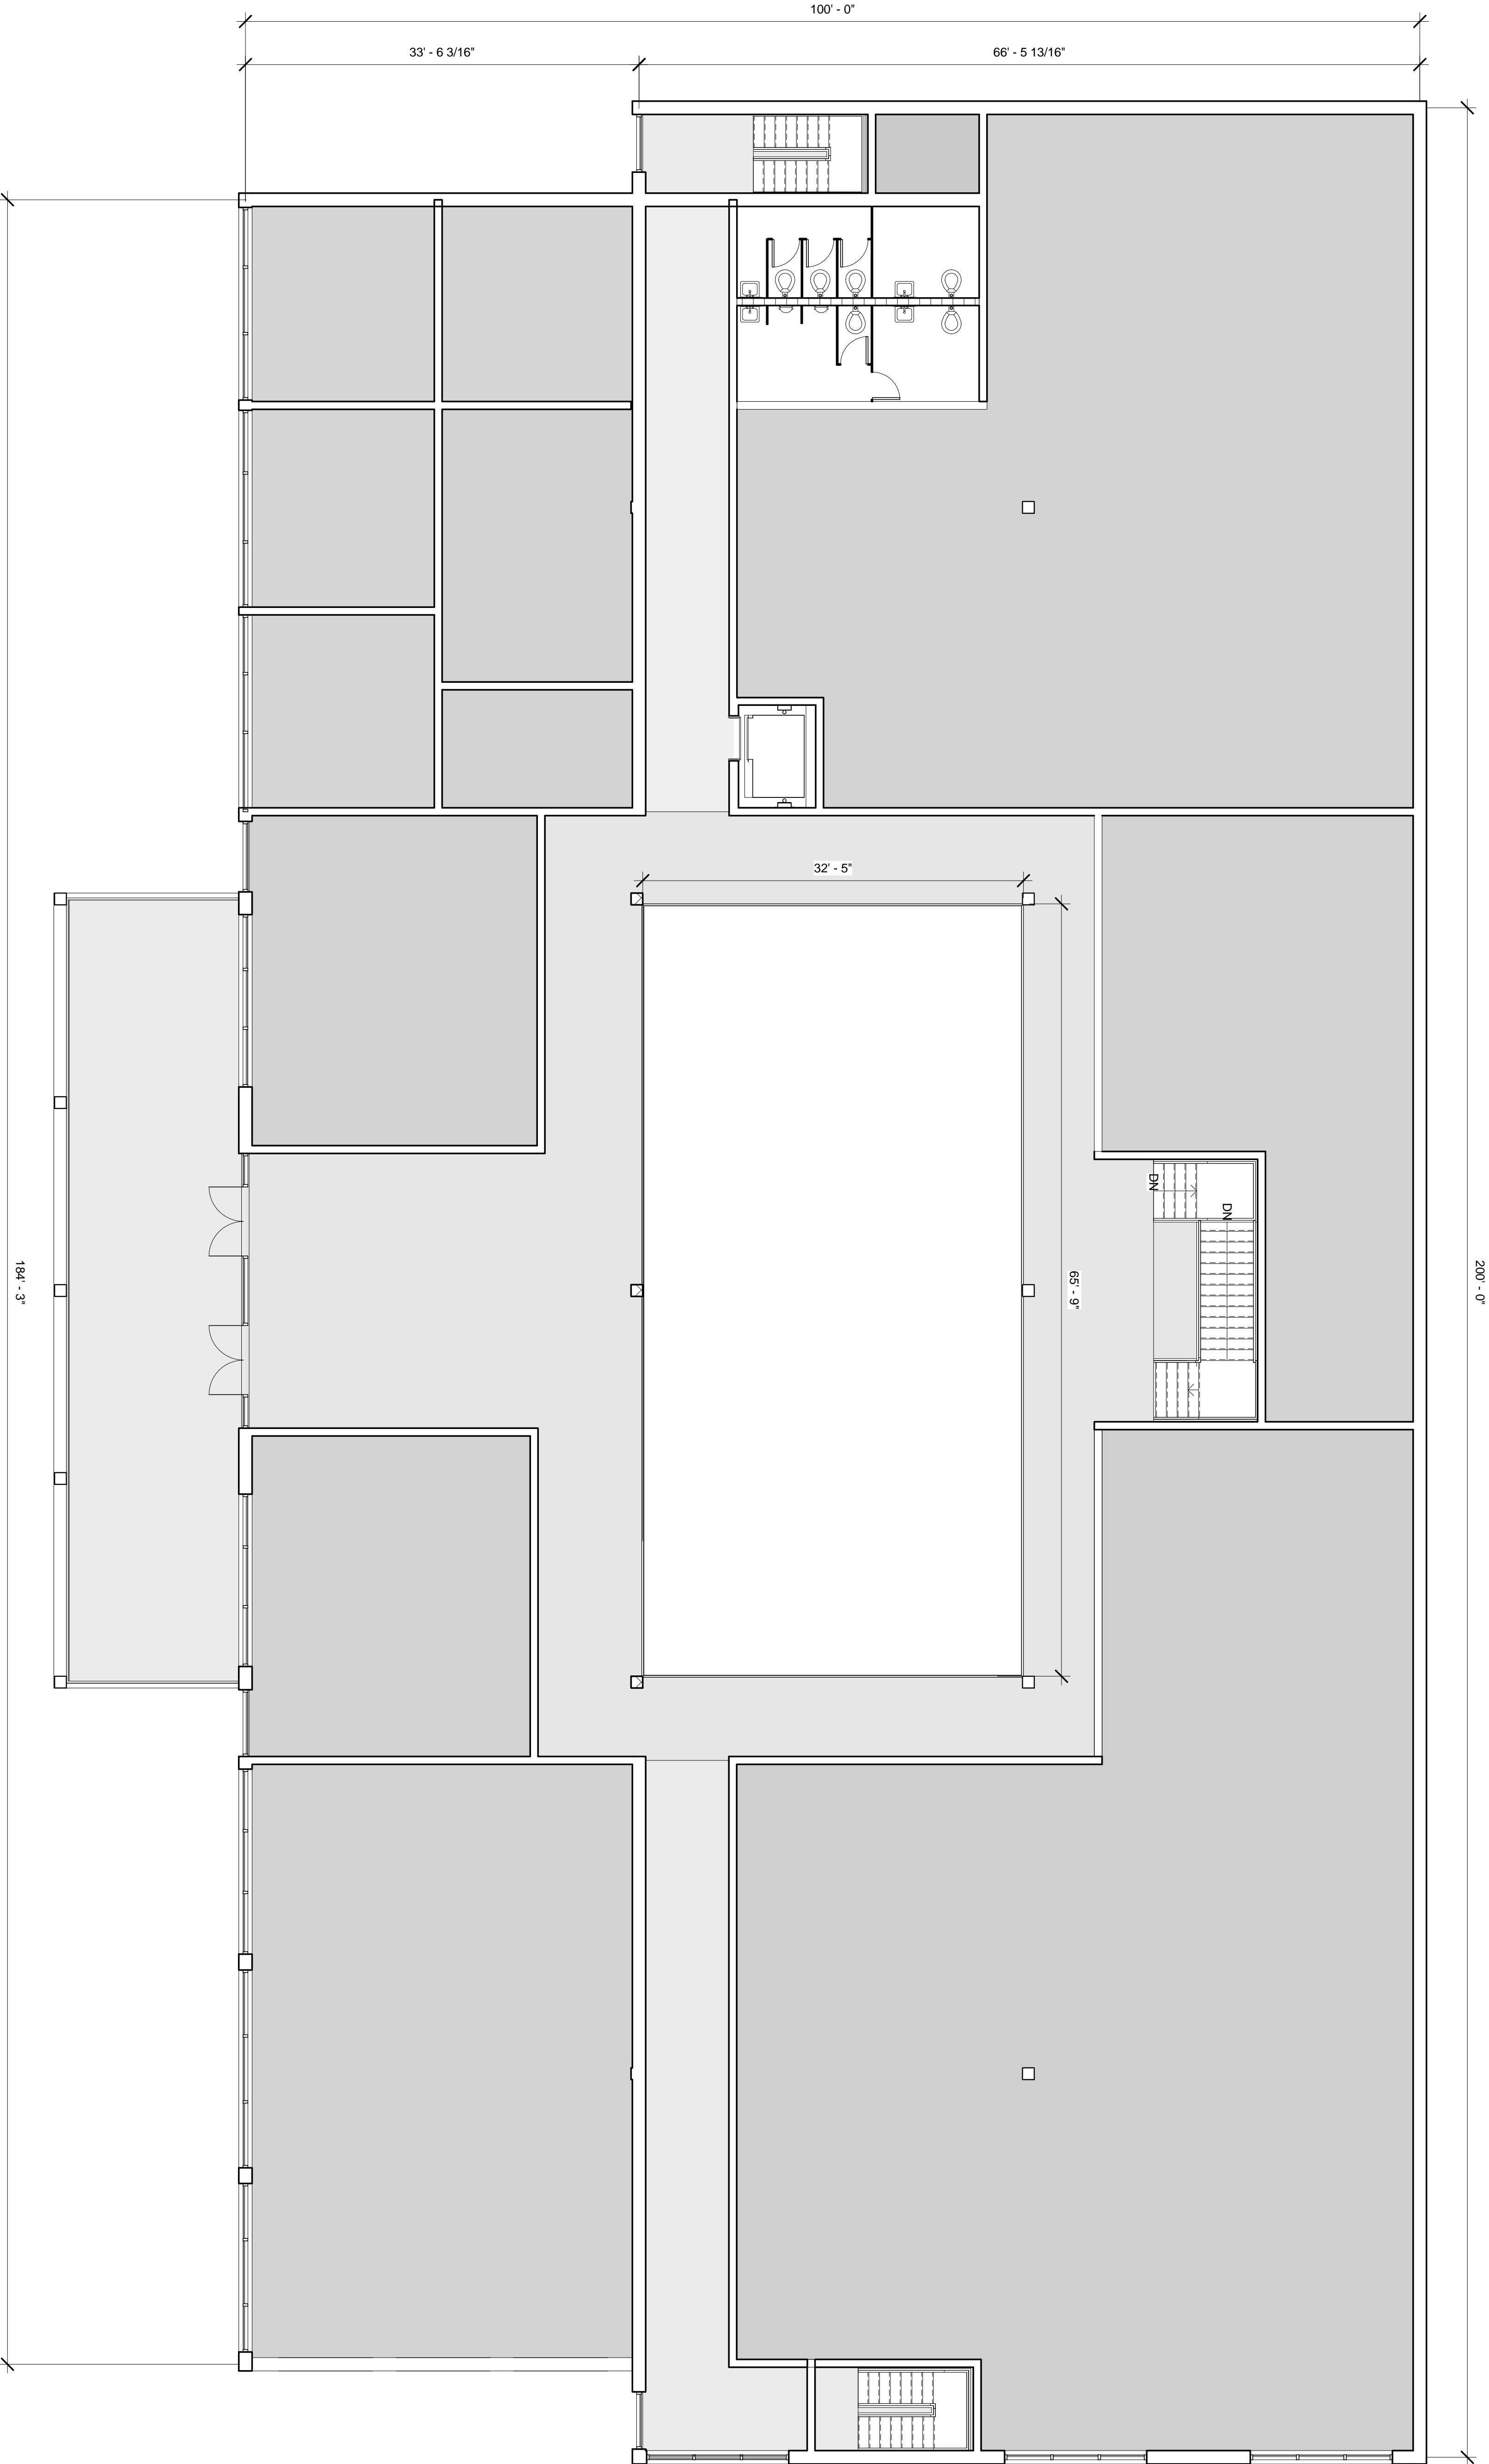 100' - 0"
33' - 6 3/16"
66' - 5 13/16"
32' - 5"
DN
DN
65' - 9"
184' - 3"
200' - 0"